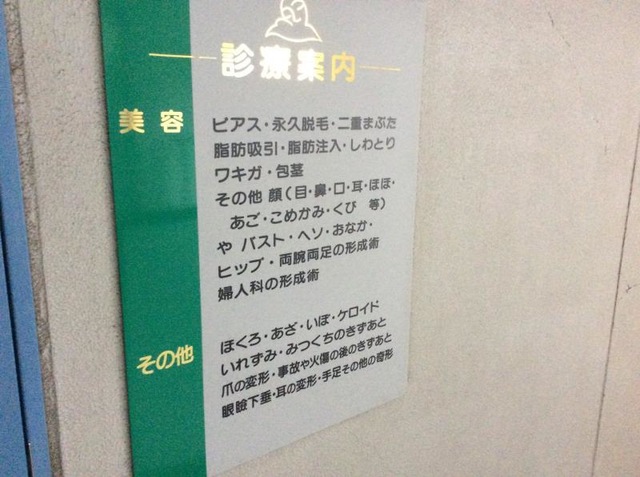 診療案内
美容
ピアス・永久脱毛・二重まぶた
脂肪吸引・脂肪注入・しわとり
ワキガ・包茎
その他 顔(目・鼻・口・耳・ほほ・
あご・こめかみ・くび 等)
や バスト・ヘソ・おなか・
ヒップ・両腕両足の形成術
婦人科の形成術
その他
ほくろ・あざ・いぼ・ケロイド
いれずみ・みつくちのきずあと
爪の変形・事故や火傷の後のきずあと
眼瞼下垂・耳の変形・手足その他の奇形